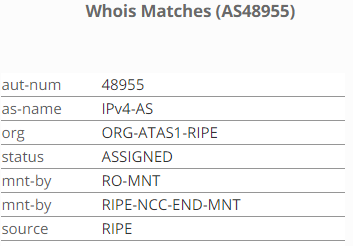 Whois Matches (AS48955)
aut-num 48955
as-name IPv4-AS
org ORG-ATAS1-RIPE
status ASSIGNED
mnt-by RO-MNT
mnt-by RIPE-NCC-END-MNT
source RIPE